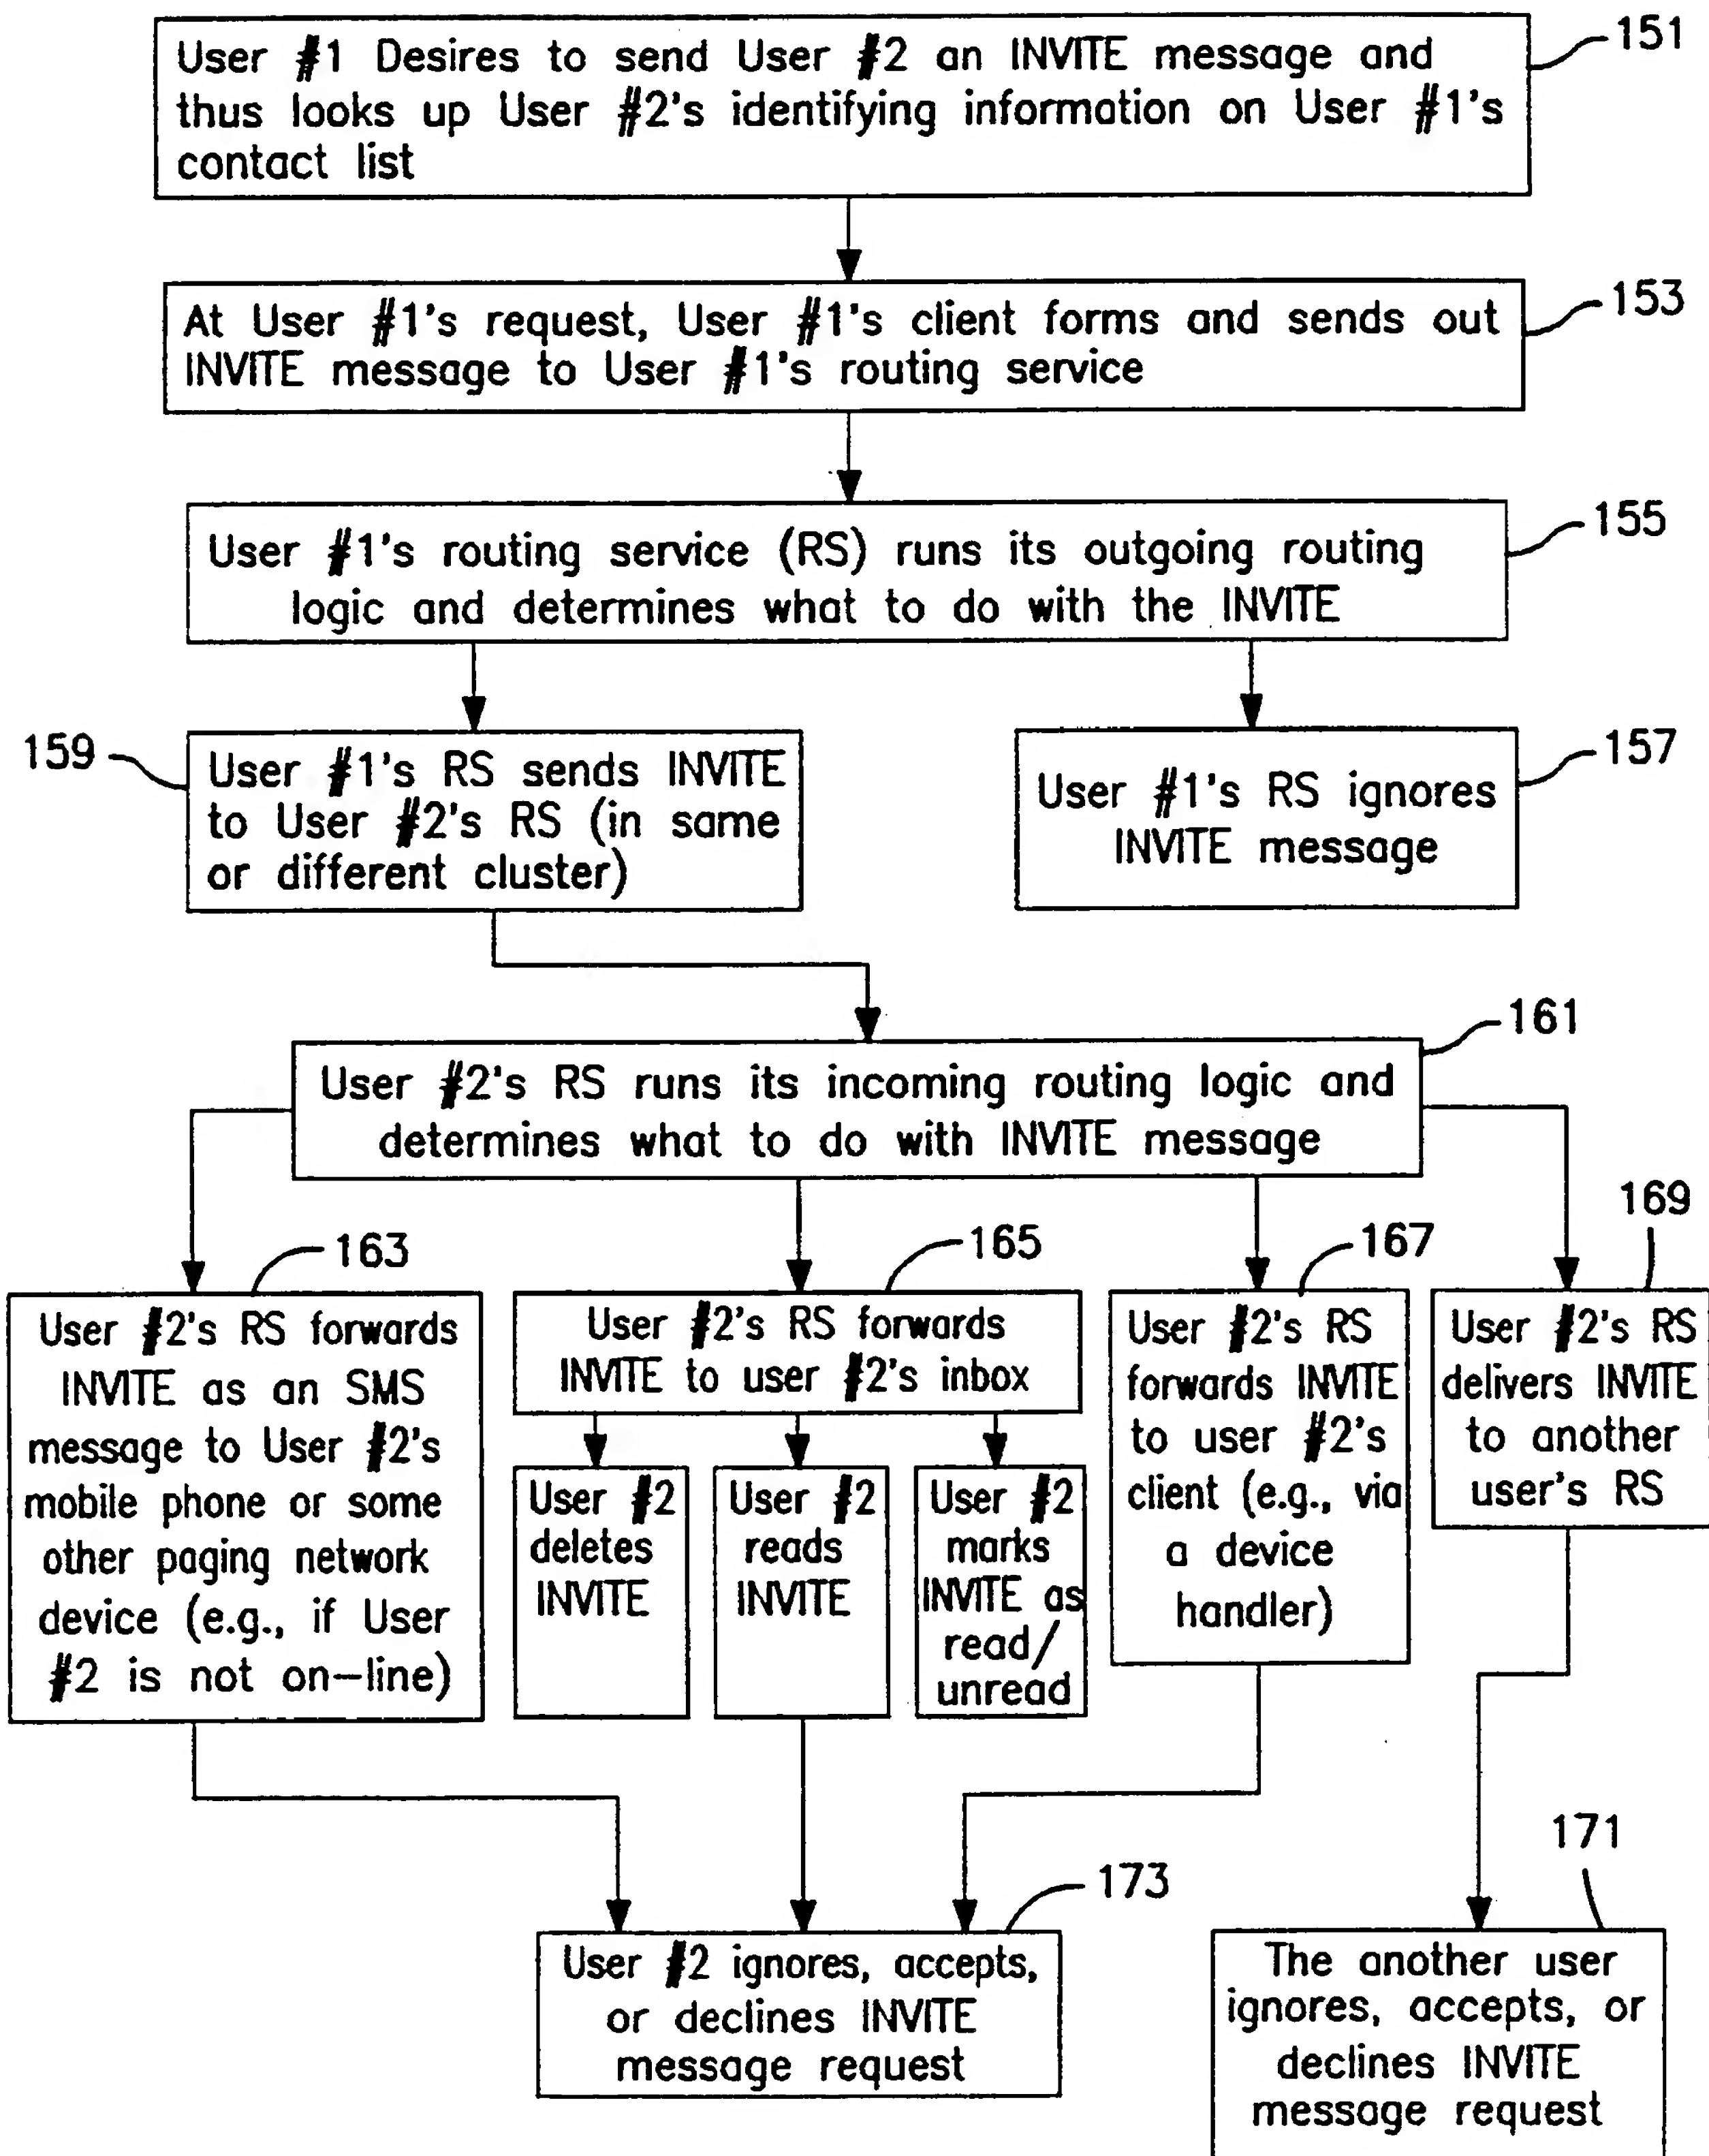 User #1 Desires to send User #2 an INVITE message and
thus looks up User #2's identifying information on User #1's
contact list
151
At User #1's request, User #1's client forms and sends out
INVITE message to User #1's routing service
153
User #1's routing service (RS) runs its outgoing routing
logic and determines what to do with the INVITE
155
159
User #1's RS sends INVITE
to User #2's RS (in same
or different cluster)
User #1's RS ignores
INVITE message
157
User #2's RS runs its incoming routing logic and
determines what to do with INVITE message
161
163
User #2's RS forwards
INVITE as an SMS
message to User #2's
mobile phone or some
other paging network
device (e.g., if User
#2 is not on-line)
165
User #2's RS forwards
INVITE to user #2's inbox
User #2
deletes
INVITE
User #2
reads
INVITE
User #2
marks
INVITE as
read/
unread
167
User #2's RS
forwards INVITE
to user #2's
client (e.g., via
a device
handler)
169
User #2's RS
delivers INVITE
to another
user's RS
173
User #2 ignores, accepts,
or declines INVITE
message request
171
The another user
ignores, accepts, or
declines INVITE
message request